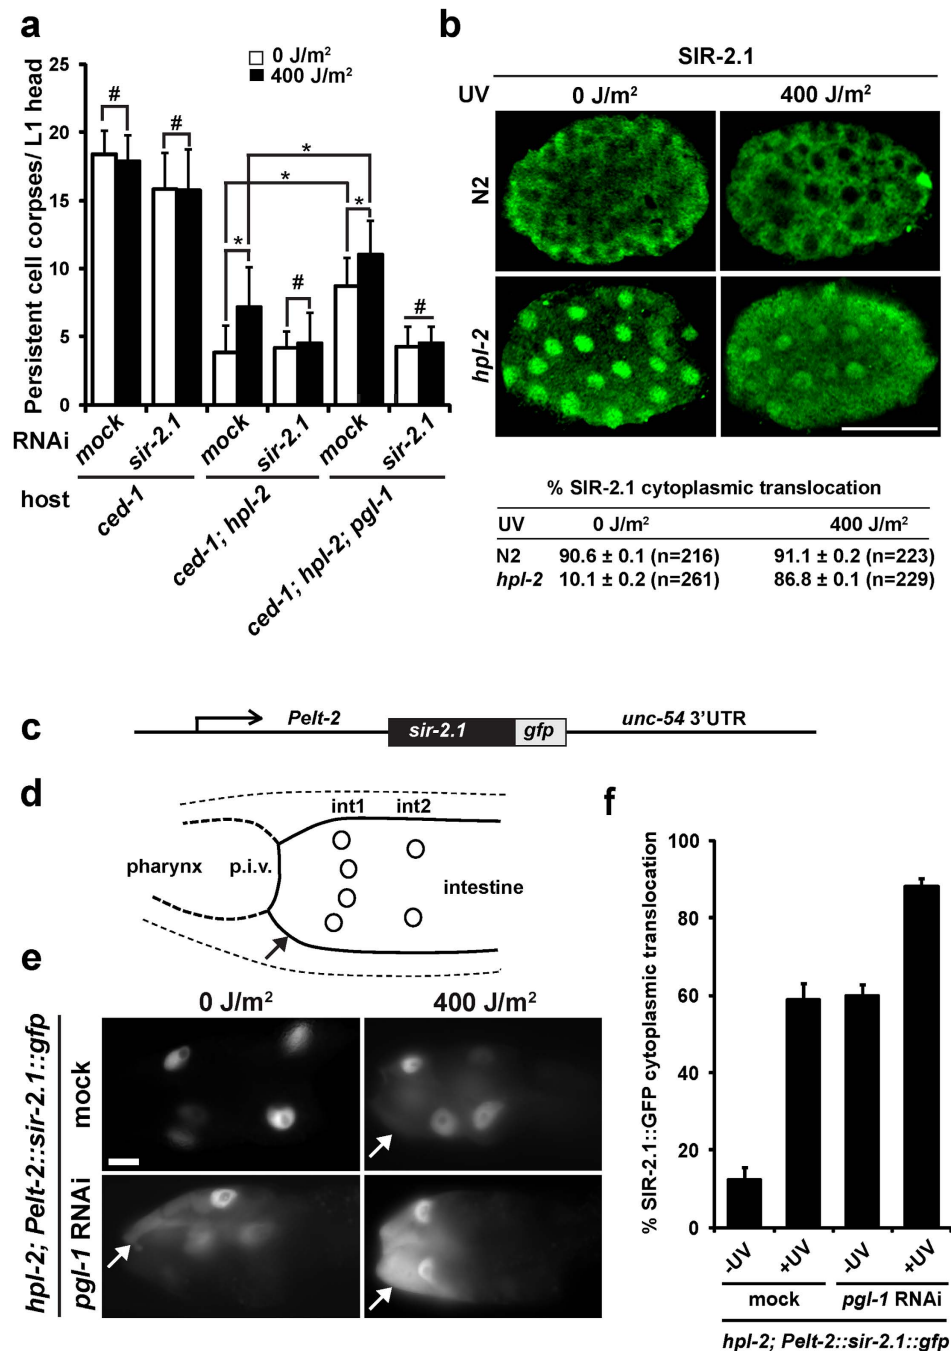 a
0 J/m²
400 J/m²
Persistent cell corpses/ L1 head
25
20
15
10
5
0
#
#
*
*
*
*
#
#
RNAi
mock
sir-2.1
mock
sir-2.1
mock
sir-2.1
host
ced-1
ced-1; hpl-2
ced-1; hpl-2; pgl-1
b
SIR-2.1
UV 0 J/m² 400 J/m²
N2
hpl-2
% SIR-2.1 cytoplasmic translocation
UV 0 J/m² 400 J/m²
N2 90.6 ± 0.1 (n=216) 91.1 ± 0.2 (n=223)
hpl-2 10.1 ± 0.2 (n=261) 86.8 ± 0.1 (n=229)
c
Pelt-2 sir-2.1 gfp unc-54 3'UTR
d
int1 int2
pharynx p.i.v. intestine
e
0 J/m² 400 J/m²
hpl-2; Pelt-2::sir-2.1::gfp
mock
pgl-1 RNAi
f
% SIR-2.1::GFP cytoplasmic translocation
100
80
60
40
20
0
-UV +UV -UV +UV
mock pgl-1 RNAi
hpl-2; Pelt-2::sir-2.1::gfp